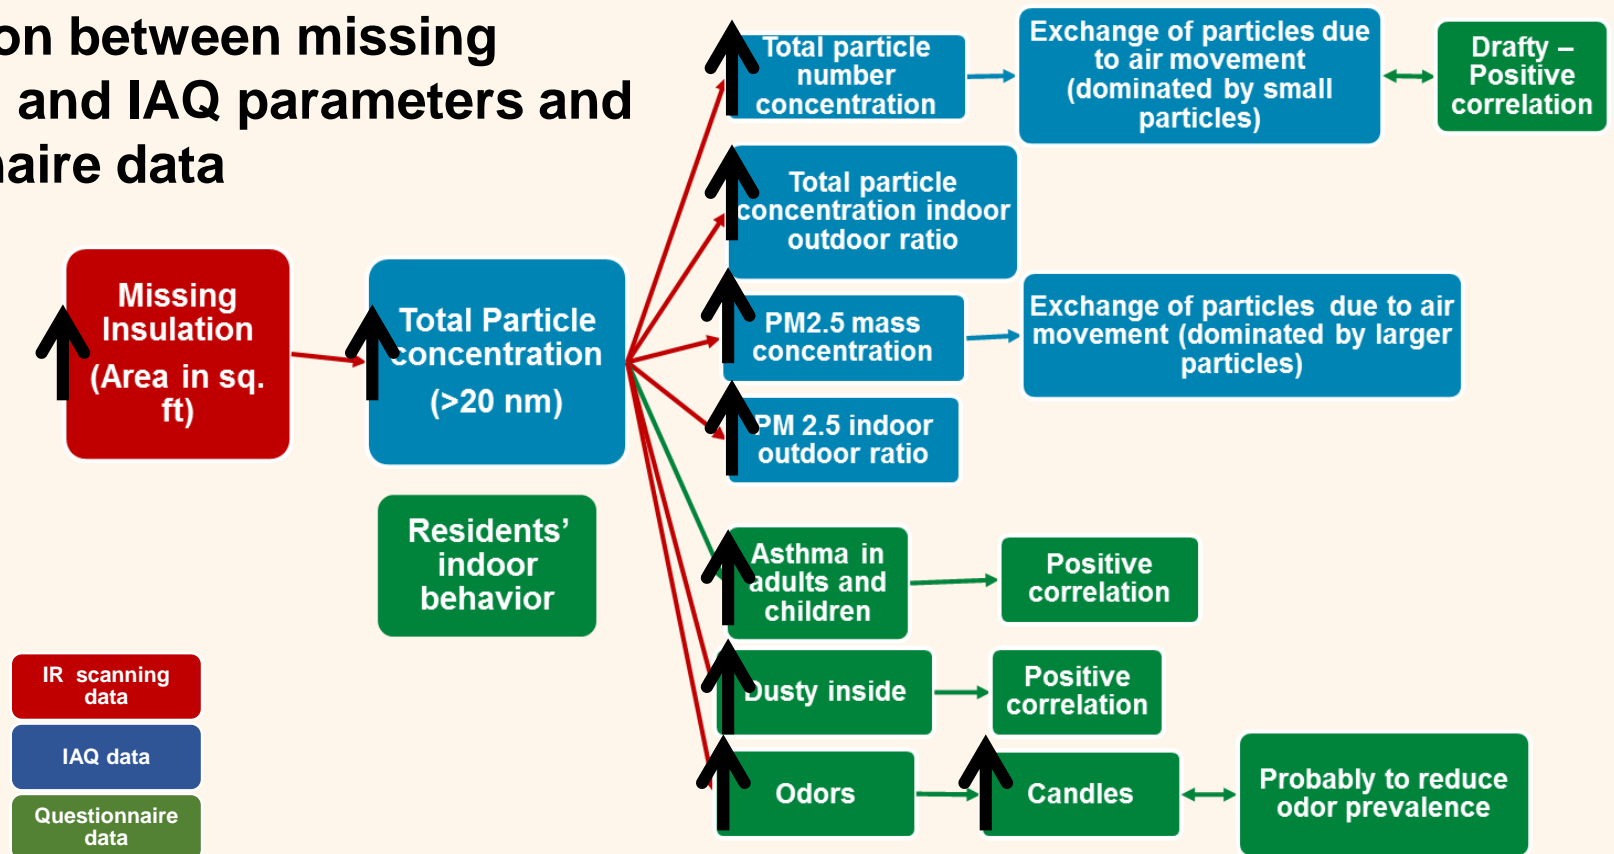 on between missing
and IAQ parameters and
naire data
Total particle
number
concentration
Exchange of particles due
to air movement
(dominated by small
particles)
Drafty –
Positive
correlation
Total particle
concentration indoor
outdoor ratio
Missing
Insulation
(Area in sq.
ft)
Total Particle
concentration
(>20 nm)
PM2.5 mass
concentration
Exchange of particles due to air
movement (dominated by larger
particles)
PM 2.5 indoor
outdoor ratio
Residents’
indoor
behavior
Asthma in
adults and
children
Positive
correlation
Dusty inside
Positive
correlation
Odors
Candles
Probably to reduce
odor prevalence
IR scanning
data
IAQ data
Questionnaire
data